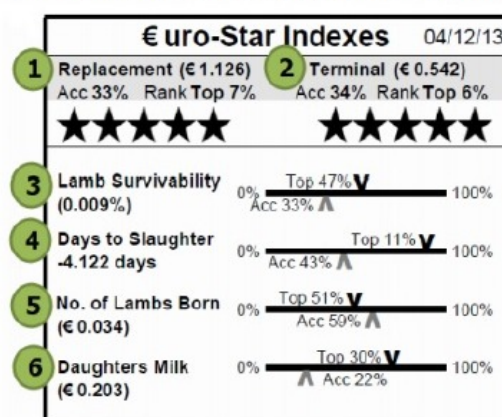 €uro-Star Indexes 04/12/13
1 Replacement (€1.126) 2 Terminal (€0.542)
Acc 33% Rank Top 7% Acc 34% Rank Top 6%
3 Lamb Survivability
(0.009%)
0% Top 47% 100%
Acc 33%
4 Days to Slaughter
-4.122 days
0% Top 11% 100%
Acc 43%
5 No. of Lambs Born
(€0.034)
0% Top 51% 100%
Acc 59%
6 Daughters Milk
(€0.203)
0% Top 30% 100%
Acc 22%